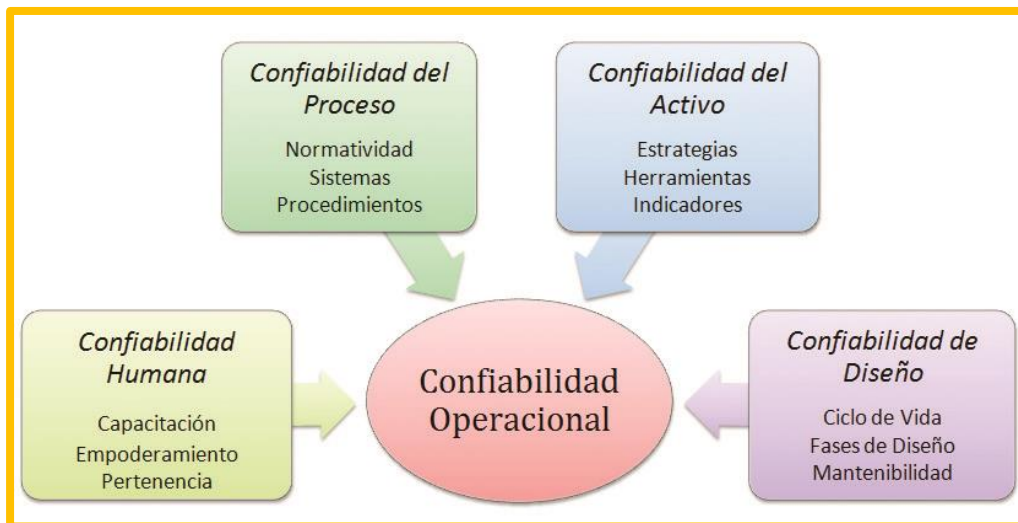 Confiabilidad del
Proceso
Normatividad
Sistemas
Procedimientos
Confiabilidad del
Activo
Estrategias
Herramientas
Indicadores
Confiabilidad
Humana
Capacitación
Empoderamiento
Pertenencia
Confiabilidad
Operacional
Confiabilidad de
Diseño
Ciclo de Vida
Fases de Diseño
Mantenibilidad